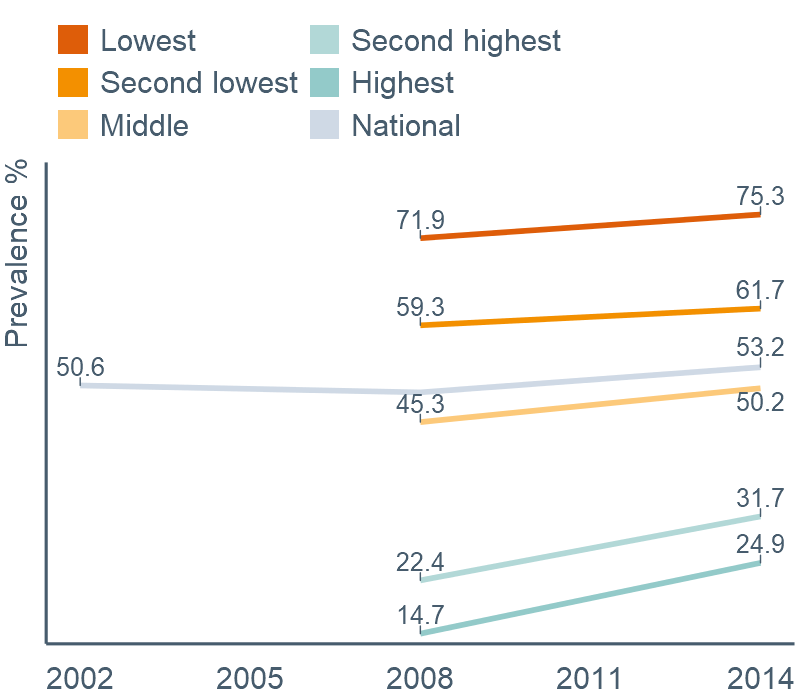 Lowest
Second highest
Second lowest
Highest
Middle
National
Prevalence %
75.3
71.9
61.7
59.3
53.2
50.6
45.3
50.2
31.7
24.9
22.4
14.7
2002 2005 2008 2011 2014